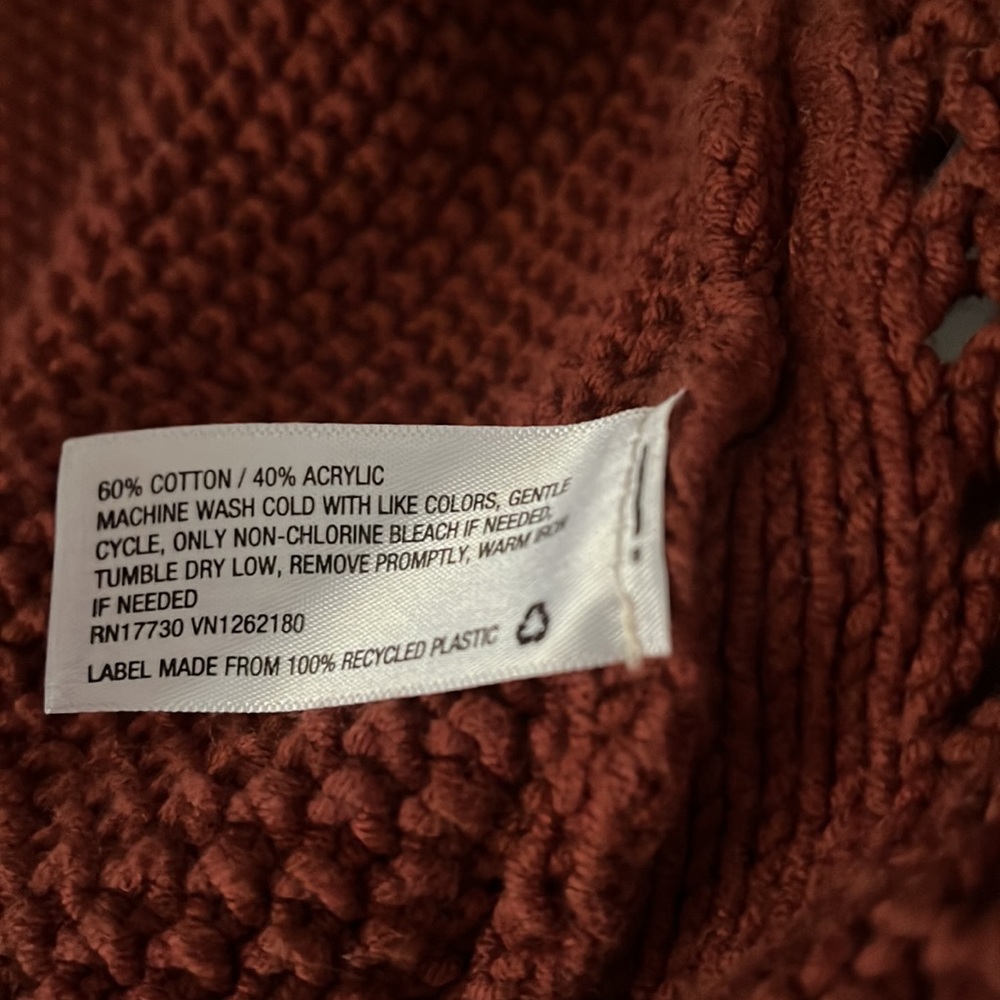 60% COTTON / 40% ACRYLIC
MACHINE WASH COLD WITH LIKE COLORS, GENTLE
CYCLE, ONLY NON-CHLORINE BLEACH IF NEEDED,
TUMBLE DRY LOW, REMOVE PROMPTLY, WARM IRON
IF NEEDED
RN17730 VN1262180
LABEL MADE FROM 100% RECYCLED PLASTIC